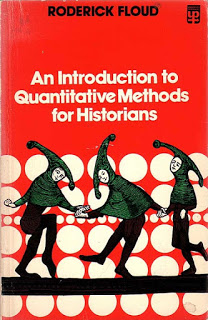 RODERICK FLOUD
An Introduction to
Quantitative Methods
for Historians